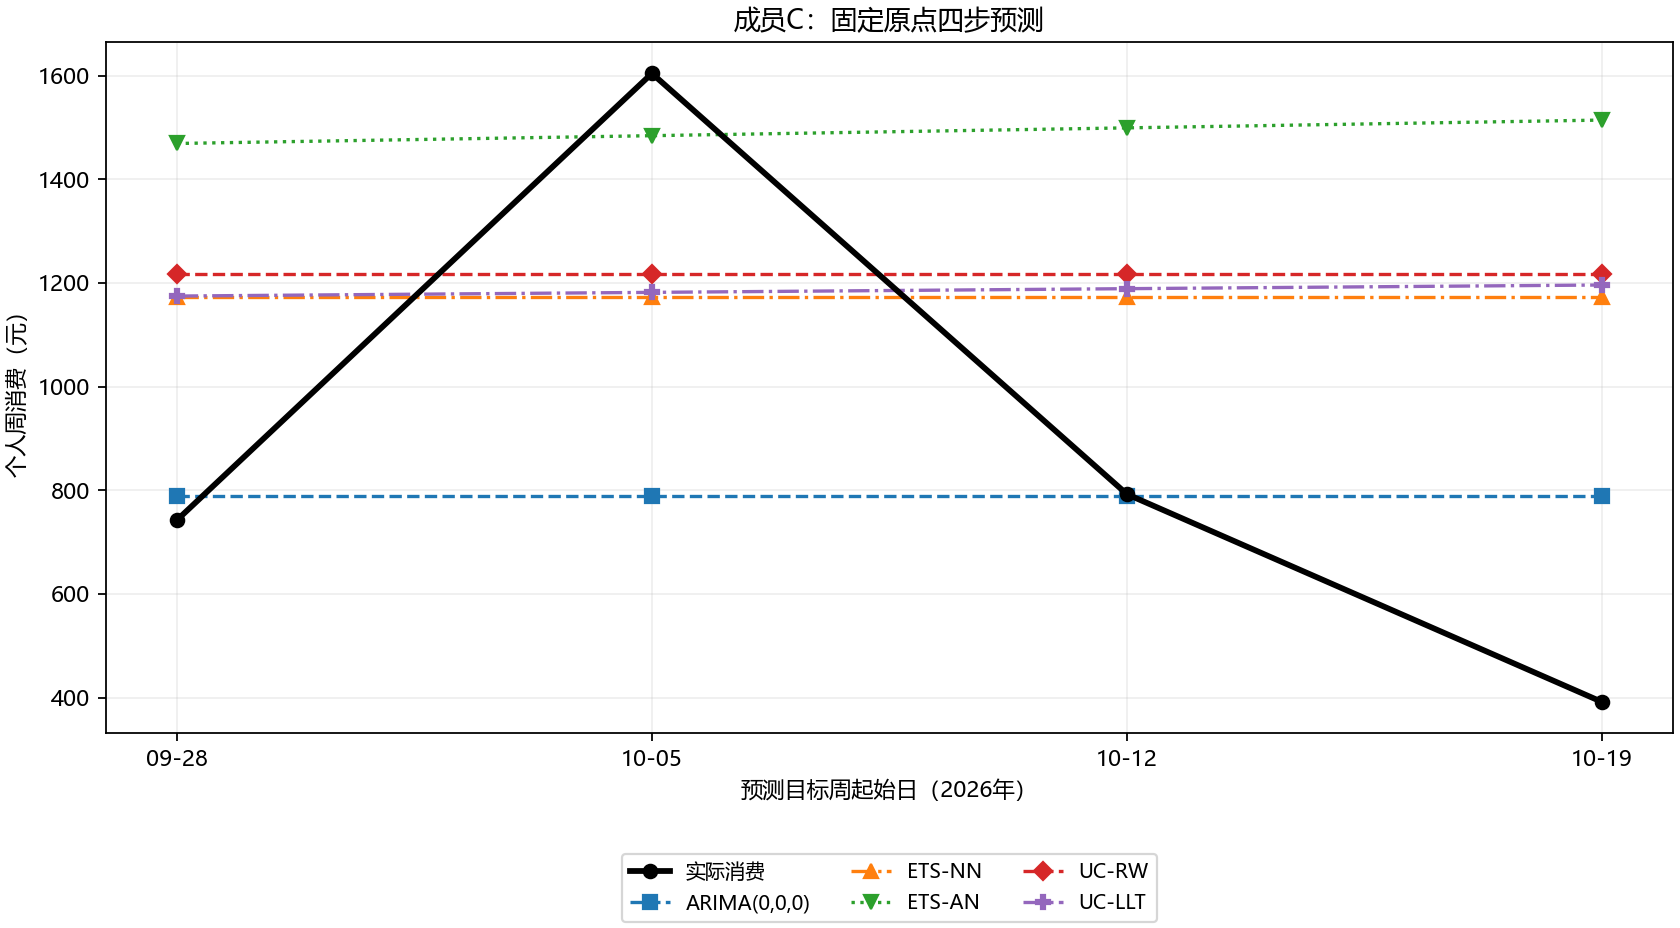 成员C：固定原点四步预测
个人周消费（元）
1600
1400
1200
1000
800
600
400
09-28
10-05
10-12
10-19
预测目标周起始日（2026年）
实际消费
ARIMA(0,0,0)
ETS-NN
ETS-AN
UC-RW
UC-LLT